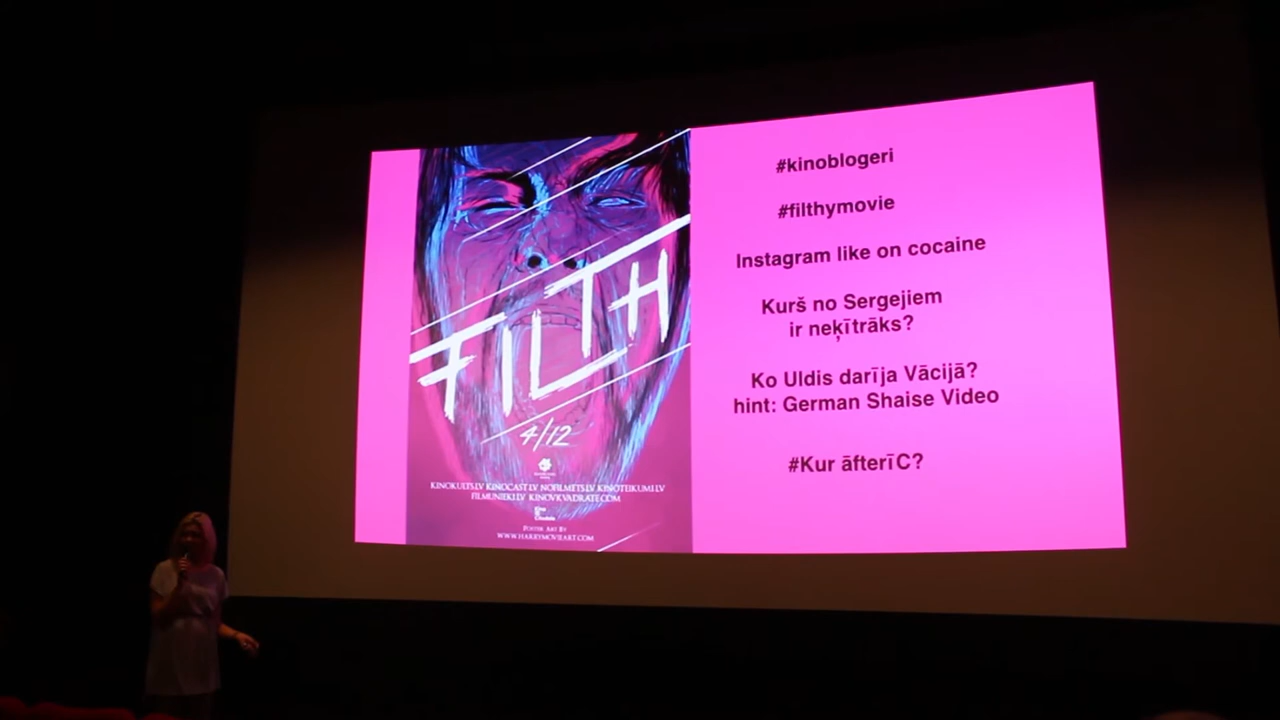 FILTH
4/12
KINOKULTS.LV KINOCAST.LV NOFILMETS.LV KINOTEIKUMI.LV
FILMUNIEKI.LV KINOVKVADRATE.COM
POSTER ART BY
WWW.HARRYMOVIEART.COM
#kinoblogeri
#filthymovie
Instagram like on cocaine
Kurš no Sergejiem
ir neķītrāks?
Ko Uldis darīja Vācijā?
hint: German Shaise Video
#Kur āfterīC?